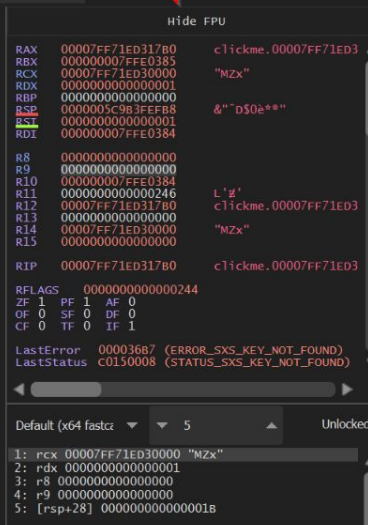 Hide FPU
RAX 00007FF71ED317B0 clickme.00007FF71ED3
RBX 000000007FFE0385
RCX 00007FF71ED30000 "MZx"
RDX 0000000000000001
RBP 0000000000000000
RSP 0000005C9B3FEFB8 &"¨D$0è**"
RSI 0000000000000001
RDI 000000007FFE0384
R8 0000000000000000
R9 0000000000000000
R10 000000007FFE0384
R11 0000000000000246
R12 00007FF71ED317B0 clickme.00007FF71ED3
R13 0000000000000000
R14 00007FF71ED30000 "MZx"
R15 0000000000000000
RIP 00007FF71ED317B0 clickme.00007FF71ED3
RFLAGS 0000000000000244
ZF 1 PF 1 AF 0
OF 0 SF 0 DF 0
CF 0 TF 0 IF 1
LastError 000036B7 (ERROR_SXS_KEY_NOT_FOUND)
LastStatus C0150008 (STATUS_SXS_KEY_NOT_FOUND)
Default (x64 fastca 5 Unlocked
1: rcx 00007FF71ED30000 "MZx"
2: rdx 0000000000000001
3: r8 0000000000000000
4: r9 0000000000000000
5: [rsp+28] 000000000000001B